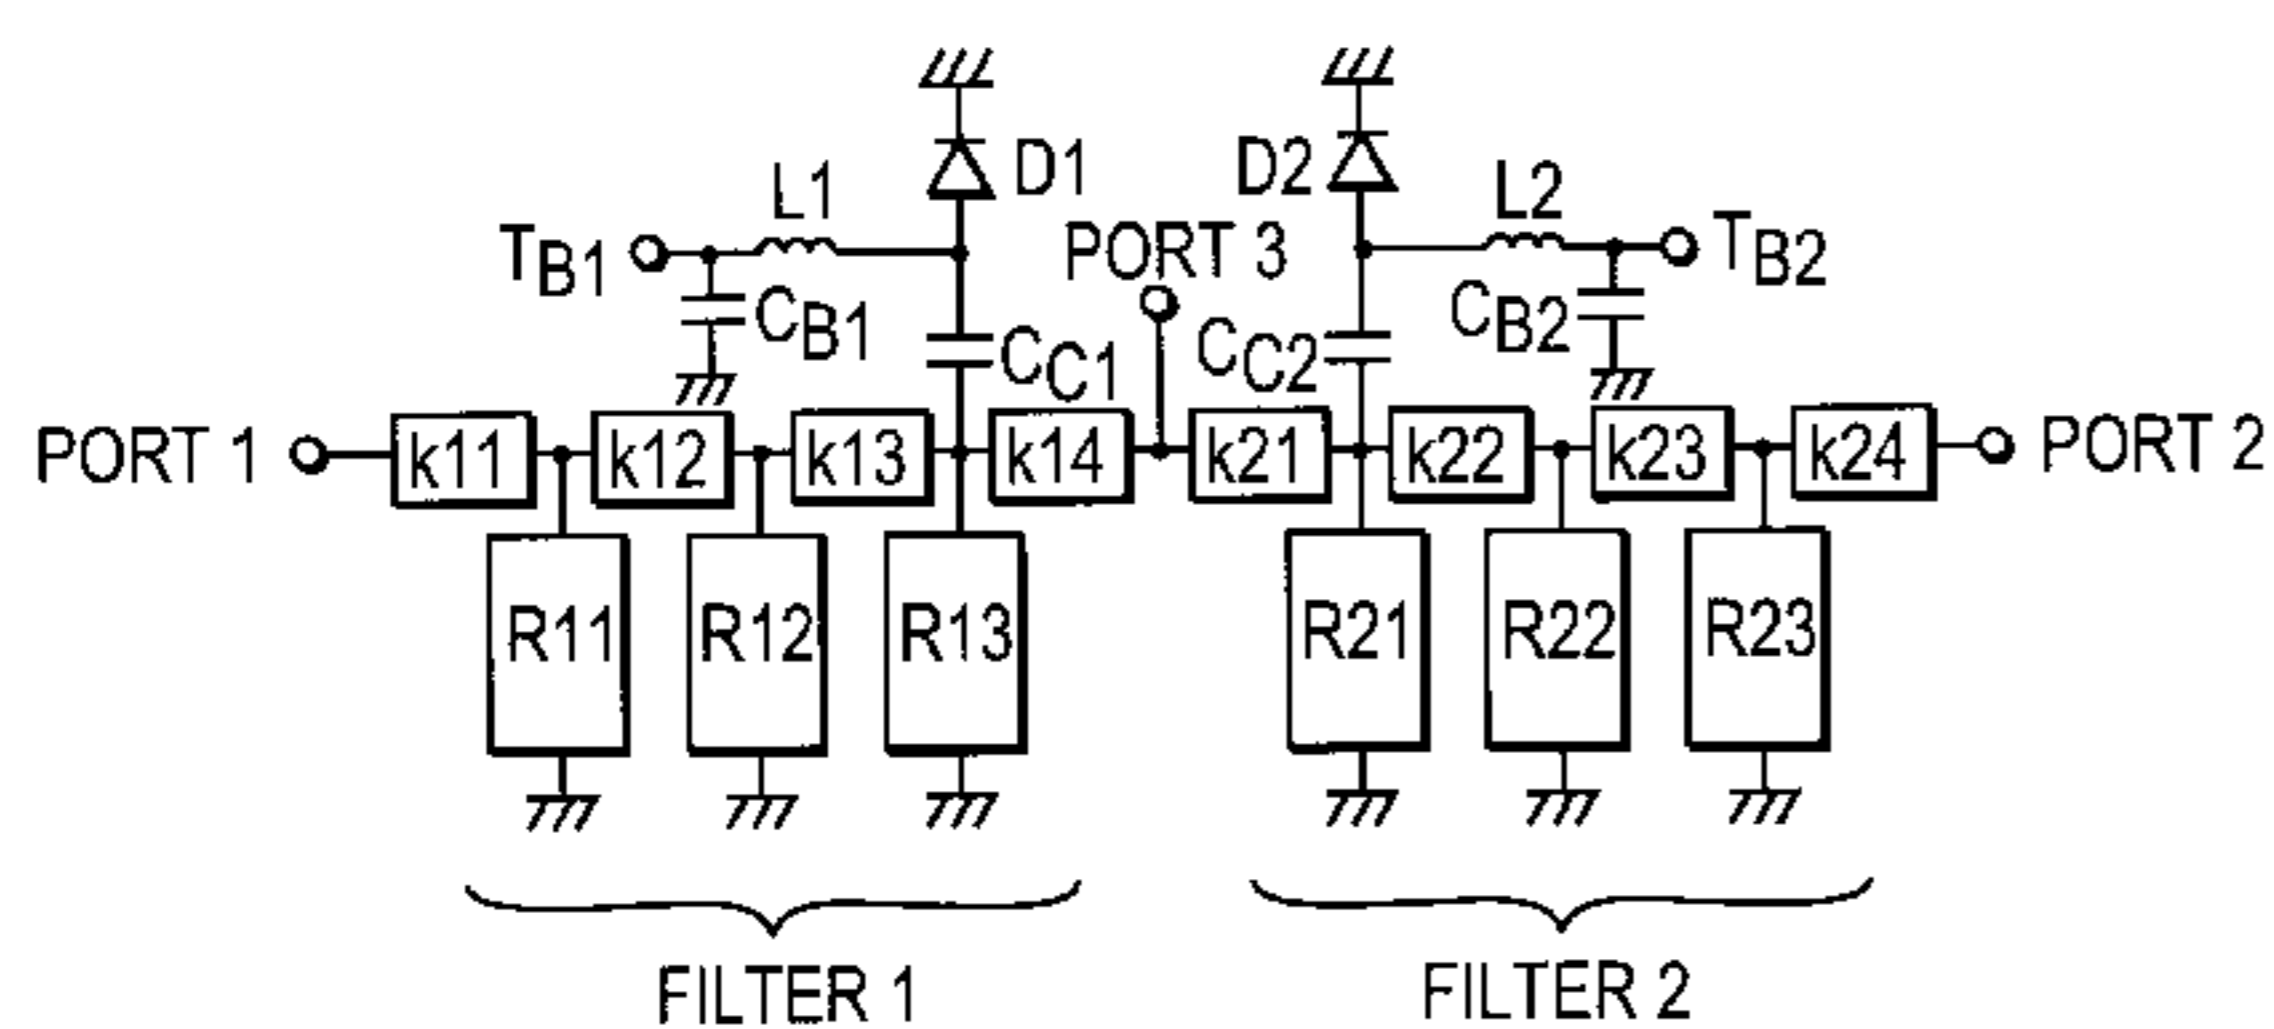 D1
D2
L1
L2
TB1
PORT 3
TB2
CB1
CC1
CC2
CB2
PORT 1
k11
k12
k13
k14
k21
k22
k23
k24
PORT 2
R11
R12
R13
R21
R22
R23
FILTER 1
FILTER 2